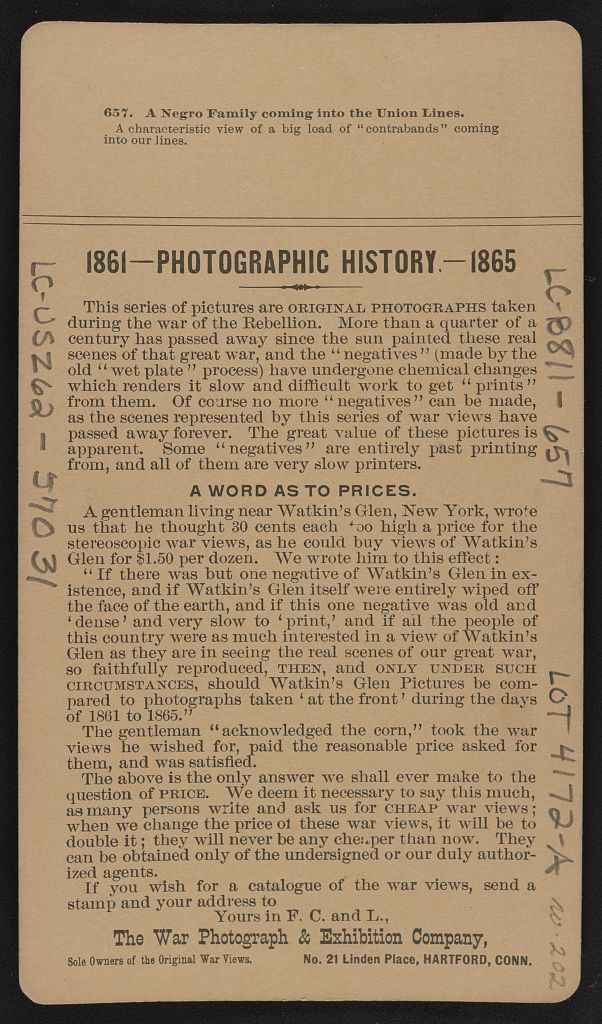 657. A Negro Family coming into the Union Lines.
A characteristic view of a big load of "contrabands" coming
into our lines.
1861—PHOTOGRAPHIC HISTORY.—1865
This series of pictures are ORIGINAL PHOTOGRAPHS taken
during the war of the Rebellion. More than a quarter of a
century has passed away since the sun painted these real
scenes of that great war, and the "negatives" (made by the
old "wet plate" process) have undergone chemical changes
which renders it slow and difficult work to get "prints"
from them. Of course no more "negatives" can be made,
as the scenes represented by this series of war views have
passed away forever. The great value of these pictures is
apparent. Some "negatives" are entirely past printing
from, and all of them are very slow printers.
A WORD AS TO PRICES.
A gentleman living near Watkin's Glen, New York, wrote
us that he thought 30 cents each too high a price for the
stereoscopic war views, as he could buy views of Watkin's
Glen for $1.50 per dozen. We wrote him to this effect:
"If there was but one negative of Watkin's Glen in ex-
istence, and if Watkin's Glen itself were entirely wiped off
the face of the earth, and if this one negative was old and
'dense' and very slow to 'print,' and if all the people of
this country were as much interested in a view of Watkin's
Glen as they are in seeing the real scenes of our great war,
so faithfully reproduced, THEN, and ONLY UNDER SUCH
CIRCUMSTANCES, should Watkin's Glen Pictures be com-
pared to photographs taken 'at the front' during the days
of 1861 to 1865."
The gentleman "acknowledged the corn," took the war
views he wished for, paid the reasonable price asked for
them, and was satisfied.
The above is the only answer we shall ever make to the
question of PRICE. We deem it necessary to say this much,
as many persons write and ask us for CHEAP war views;
when we change the price of these war views, it will be to
double it; they will never be any cheaper than now. They
can be obtained only of the undersigned or our duly author-
ized agents.
If you wish for a catalogue of the war views, send a
stamp and your address to
Yours in F. C. and L.,
The War Photograph & Exhibition Company,
Sole Owners of the Original War Views. No. 21 Linden Place, HARTFORD, CONN.
LC-USZ62-57031
LC-B811-657
LOT 4172-A no. 202